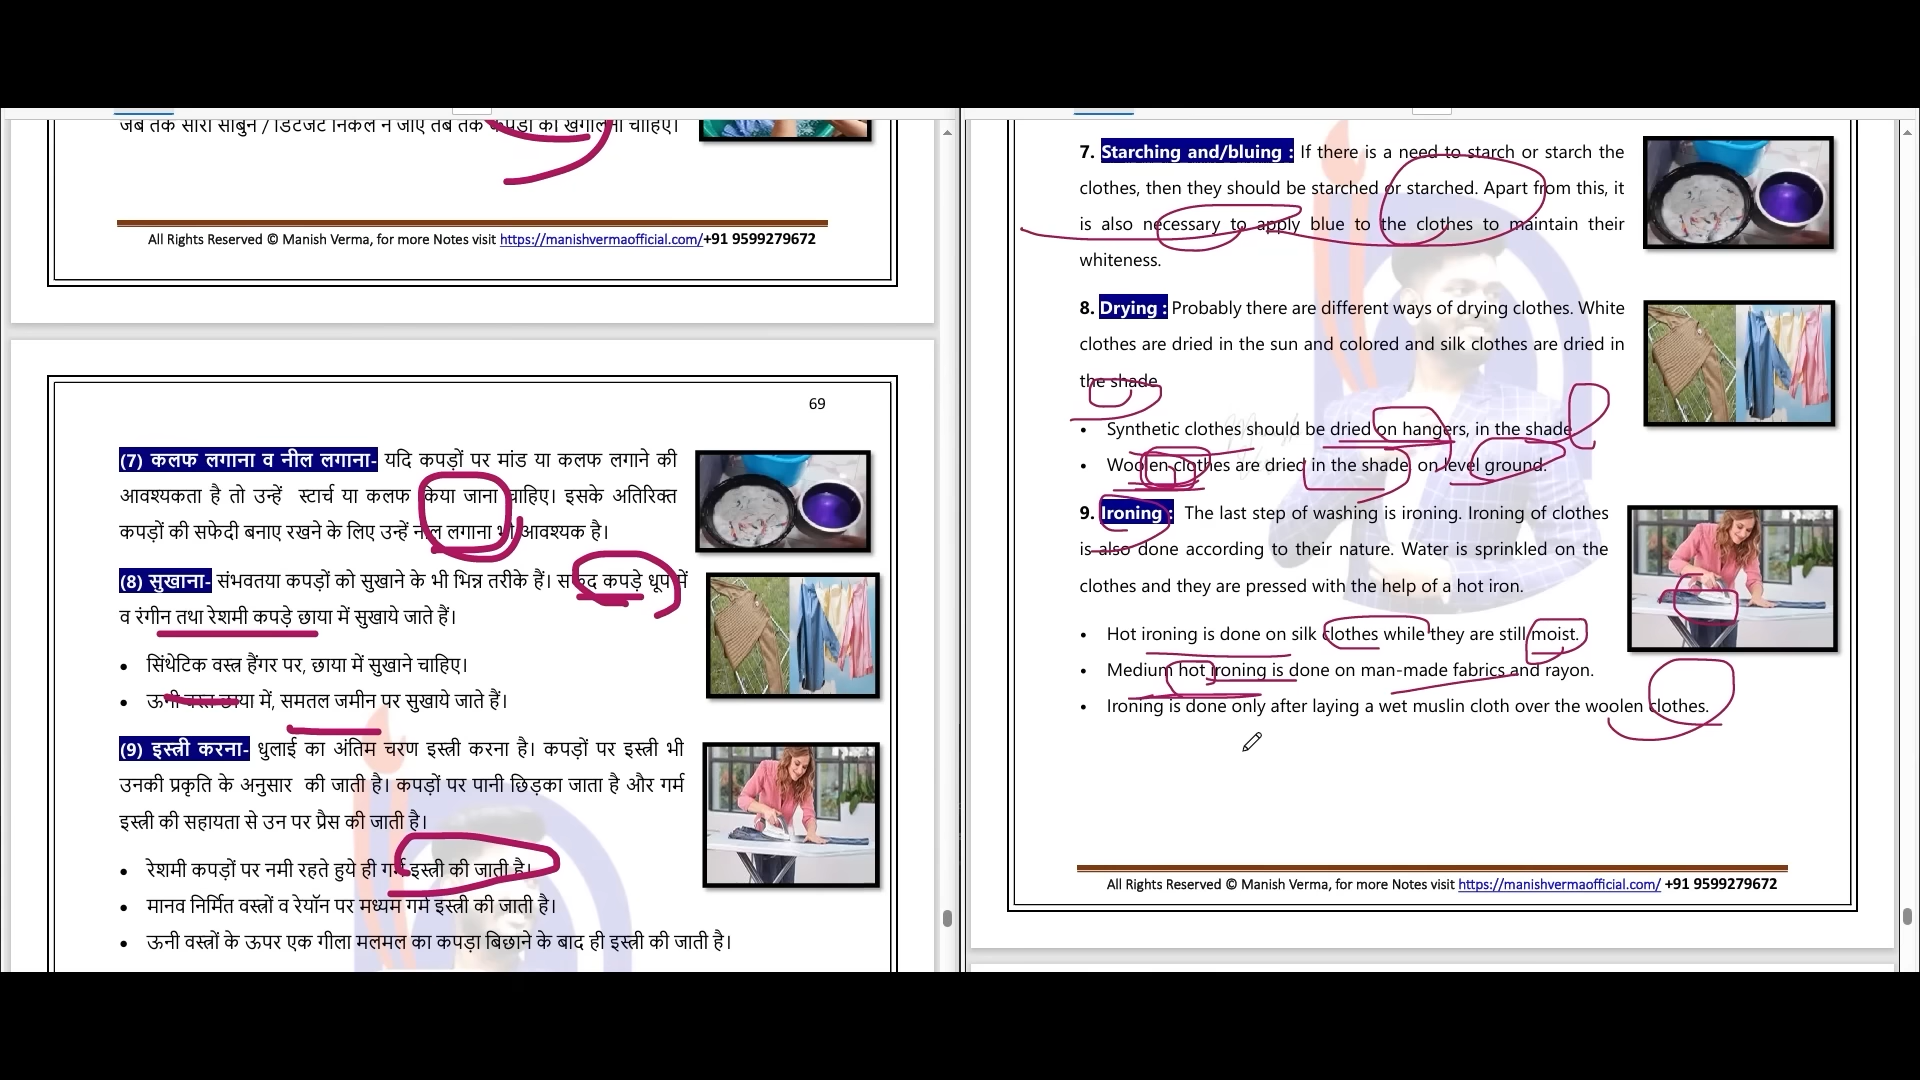 जब तक सारा साबुन / डिटर्जेंट निकल न जाए तब तक कपड़ों को खंगालना चाहिए।
All Rights Reserved © Manish Verma, for more Notes visit https://manishvermaofficial.com/+91 9599279672
69
(7) कलफ लगाना व नील लगाना- यदि कपड़ों पर मांड या कलफ लगाने की
आवश्यकता है तो उन्हें स्टार्च या कलफ किया जाना चाहिए। इसके अतिरिक्त
कपड़ों की सफेदी बनाए रखने के लिए उन्हें नील लगाना भी आवश्यक है।
(8) सुखाना- संभवतया कपड़ों को सुखाने के भी भिन्न तरीके हैं। सफेद कपड़े धूप में
व रंगीन तथा रेशमी कपड़े छाया में सुखाये जाते हैं।
• सिंथेटिक वस्त्र हैंगर पर, छाया में सुखाने चाहिए।
• ऊनी वस्त्र छाया में, समतल जमीन पर सुखाये जाते हैं।
(9) इस्त्री करना- धुलाई का अंतिम चरण इस्त्री करना है। कपड़ों पर इस्त्री भी
उनकी प्रकृति के अनुसार की जाती है। कपड़ों पर पानी छिड़का जाता है और गर्म
इस्त्री की सहायता से उन पर प्रैस की जाती है।
• रेशमी कपड़ों पर नमी रहते हुये ही गर्म इस्त्री की जाती है।
• मानव निर्मित वस्त्रों व रेयॉन पर मध्यम गर्म इस्त्री की जाती है।
• ऊनी वस्त्रों के ऊपर एक गीला मलमल का कपड़ा बिछाने के बाद ही इस्त्री की जाती है।
7. Starching and/bluing : If there is a need to starch or starch the
clothes, then they should be starched or starched. Apart from this, it
is also necessary to apply blue to the clothes to maintain their
whiteness.
8. Drying : Probably there are different ways of drying clothes. White
clothes are dried in the sun and colored and silk clothes are dried in
the shade.
• Synthetic clothes should be dried on hangers, in the shade
• Woolen clothes are dried in the shade, on level ground.
9. Ironing : The last step of washing is ironing. Ironing of clothes
is also done according to their nature. Water is sprinkled on the
clothes and they are pressed with the help of a hot iron.
• Hot ironing is done on silk clothes while they are still moist.
• Medium hot ironing is done on man-made fabrics and rayon.
• Ironing is done only after laying a wet muslin cloth over the woolen clothes.
All Rights Reserved © Manish Verma, for more Notes visit https://manishvermaofficial.com/ +91 9599279672